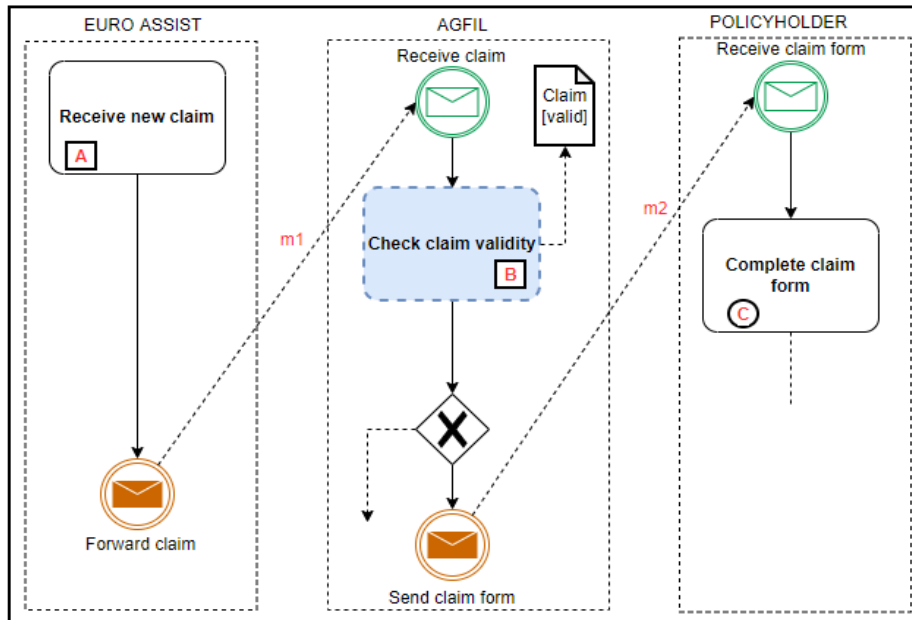 EURO ASSIST
AGFIL
POLICYHOLDER
Receive claim
Receive claim form
Receive new claim
A
Claim
[valid]
m1
m2
Check claim validity
B
Complete claim
form
C
X
Forward claim
Send claim form